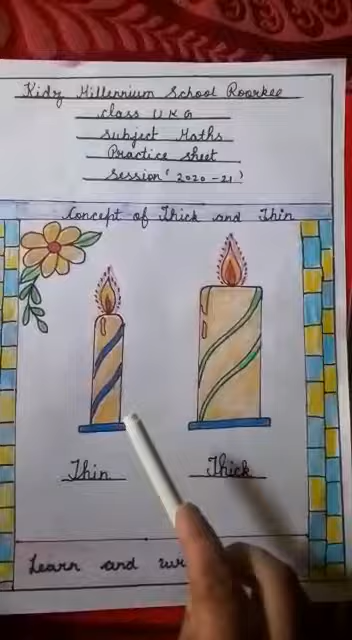 Kidz Millennium School Roorkee
Class UKG
Subject Maths
Practice sheet
Session (2020-21)
Concept of Thick and Thin
Thin Thick
Learn and